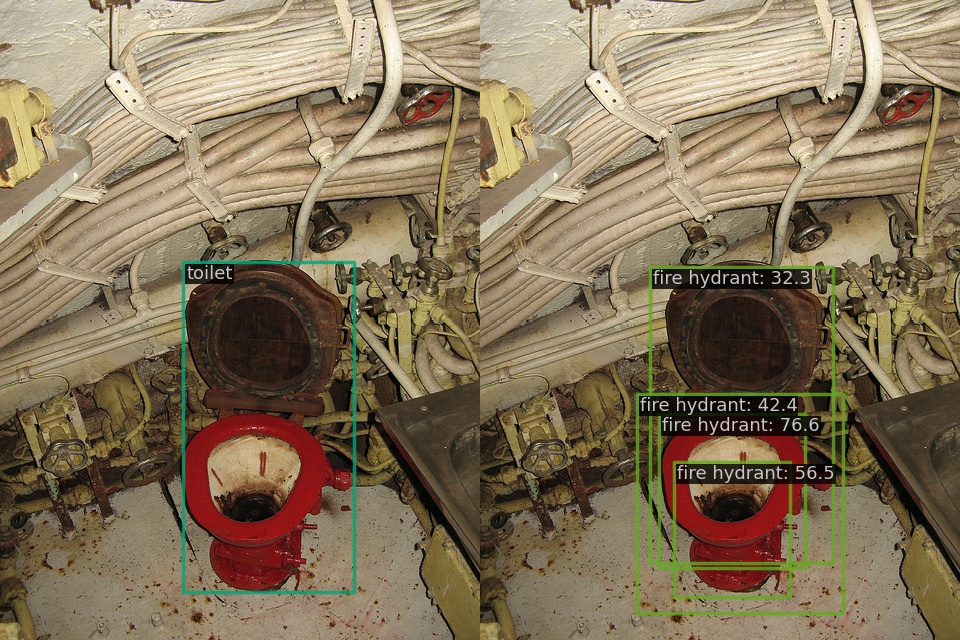 toilet
fire hydrant: 32.3
fire hydrant: 42.4
fire hydrant: 76.6
fire hydrant: 56.5